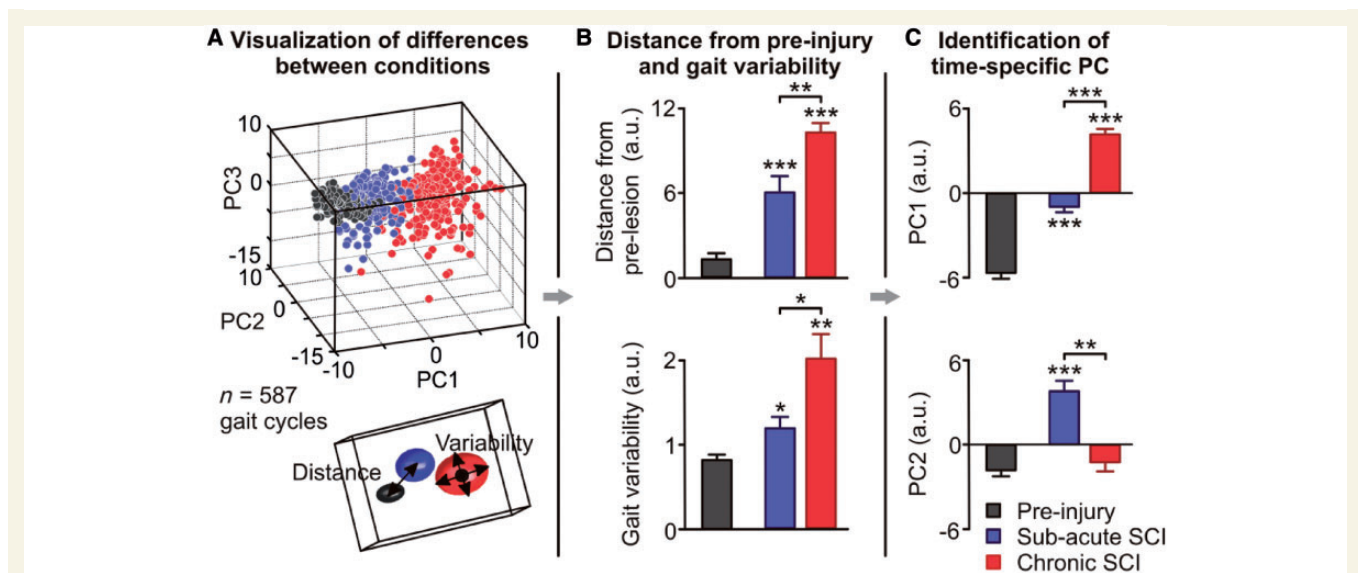 A Visualization of differences
between conditions
10
0
-15
PC3
10
0
-15
PC2
-10
0
10
PC1
n = 587
gait cycles
Distance
Variability
B Distance from pre-injury
and gait variability
12
6
0
Distance from
pre-lesion (a.u.)
***
**
***
2
1
0
Gait variability (a.u.)
*
*
**
C Identification of
time-specific PC
6
0
-6
PC1 (a.u.)
***
***
***
6
0
-6
PC2 (a.u.)
***
**
Pre-injury
Sub-acute SCI
Chronic SCI